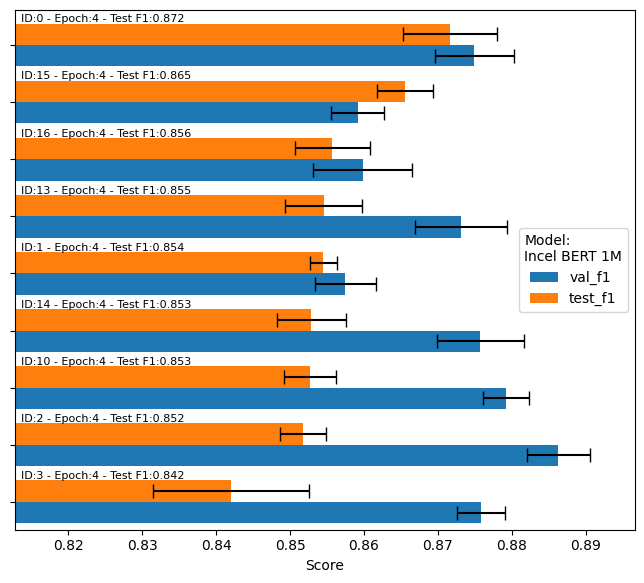 ID:0 - Epoch:4 - Test F1:0.872
ID:15 - Epoch:4 - Test F1:0.865
ID:16 - Epoch:4 - Test F1:0.856
ID:13 - Epoch:4 - Test F1:0.855
ID:1 - Epoch:4 - Test F1:0.854
ID:14 - Epoch:4 - Test F1:0.853
ID:10 - Epoch:4 - Test F1:0.853
ID:2 - Epoch:4 - Test F1:0.852
ID:3 - Epoch:4 - Test F1:0.842
Model:
Incel BERT 1M
val_f1
test_f1
0.82 0.83 0.84 0.85 0.86 0.87 0.88 0.89
Score